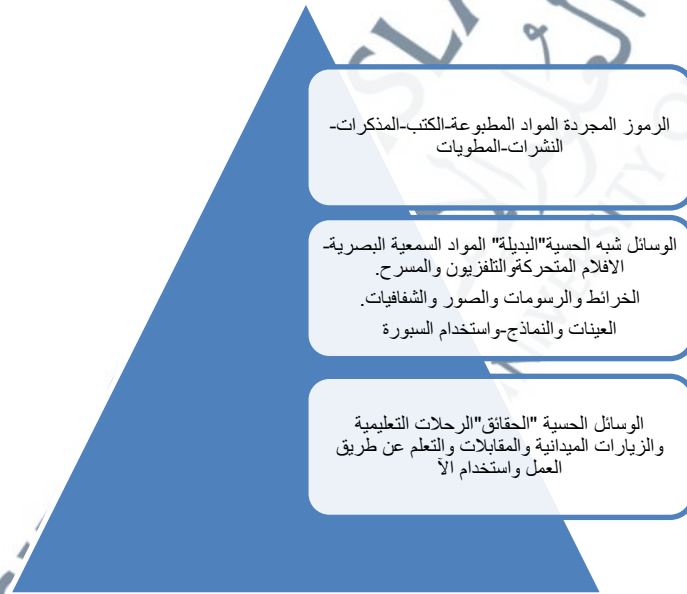 الرموز المجردة المواد المطبوعة-الكتب-المذكرات-
النشرات-المطويات
الوسائل شبه الحسية"البديلة" المواد السمعية البصرية-
الافلام المتحركةوالتلفزيون والمسرح.
الخرائط والرسومات والصور والشفافيات.
العينات والنماذج-واستخدام السبورة
الوسائل الحسية "الحقائق"الرحلات التعليمية
والزيارات الميدانية والمقابلات والتعلم عن طريق
العمل واستخدام الآ